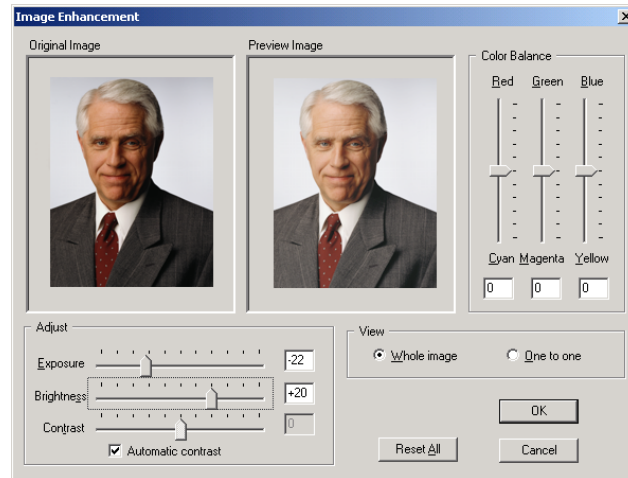 Image Enhancement
Original Image
Preview Image
Color Balance
Red Green Blue
Cyan Magenta Yellow
0 0 0
Adjust
Exposure -22
Brightness +20
Contrast 0
Automatic contrast
View
Whole image One to one
OK
Reset All Cancel